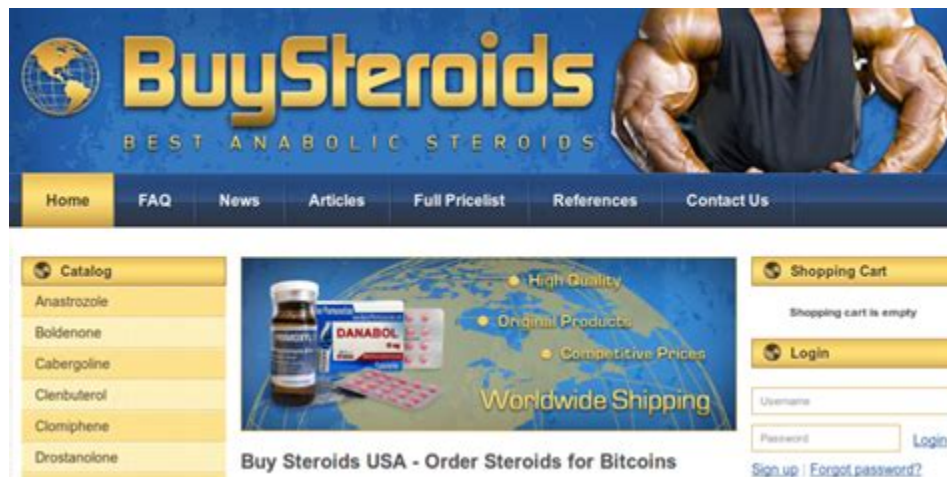 BuySteroids
BEST ANABOLIC STEROIDS
Home FAQ News Articles Full Pricelist References Contact Us
Catalog
Anastrozole
Boldenone
Cabergoline
Clenbuterol
Clomiphene
Drostanolone
High Quality
Original Products
Competitive Prices
Worldwide Shipping
DANABOL
Buy Steroids USA - Order Steroids for Bitcoins
Shopping Cart
Shopping cart is empty
Login
Username
Password Login
Sign up | Forgot password?